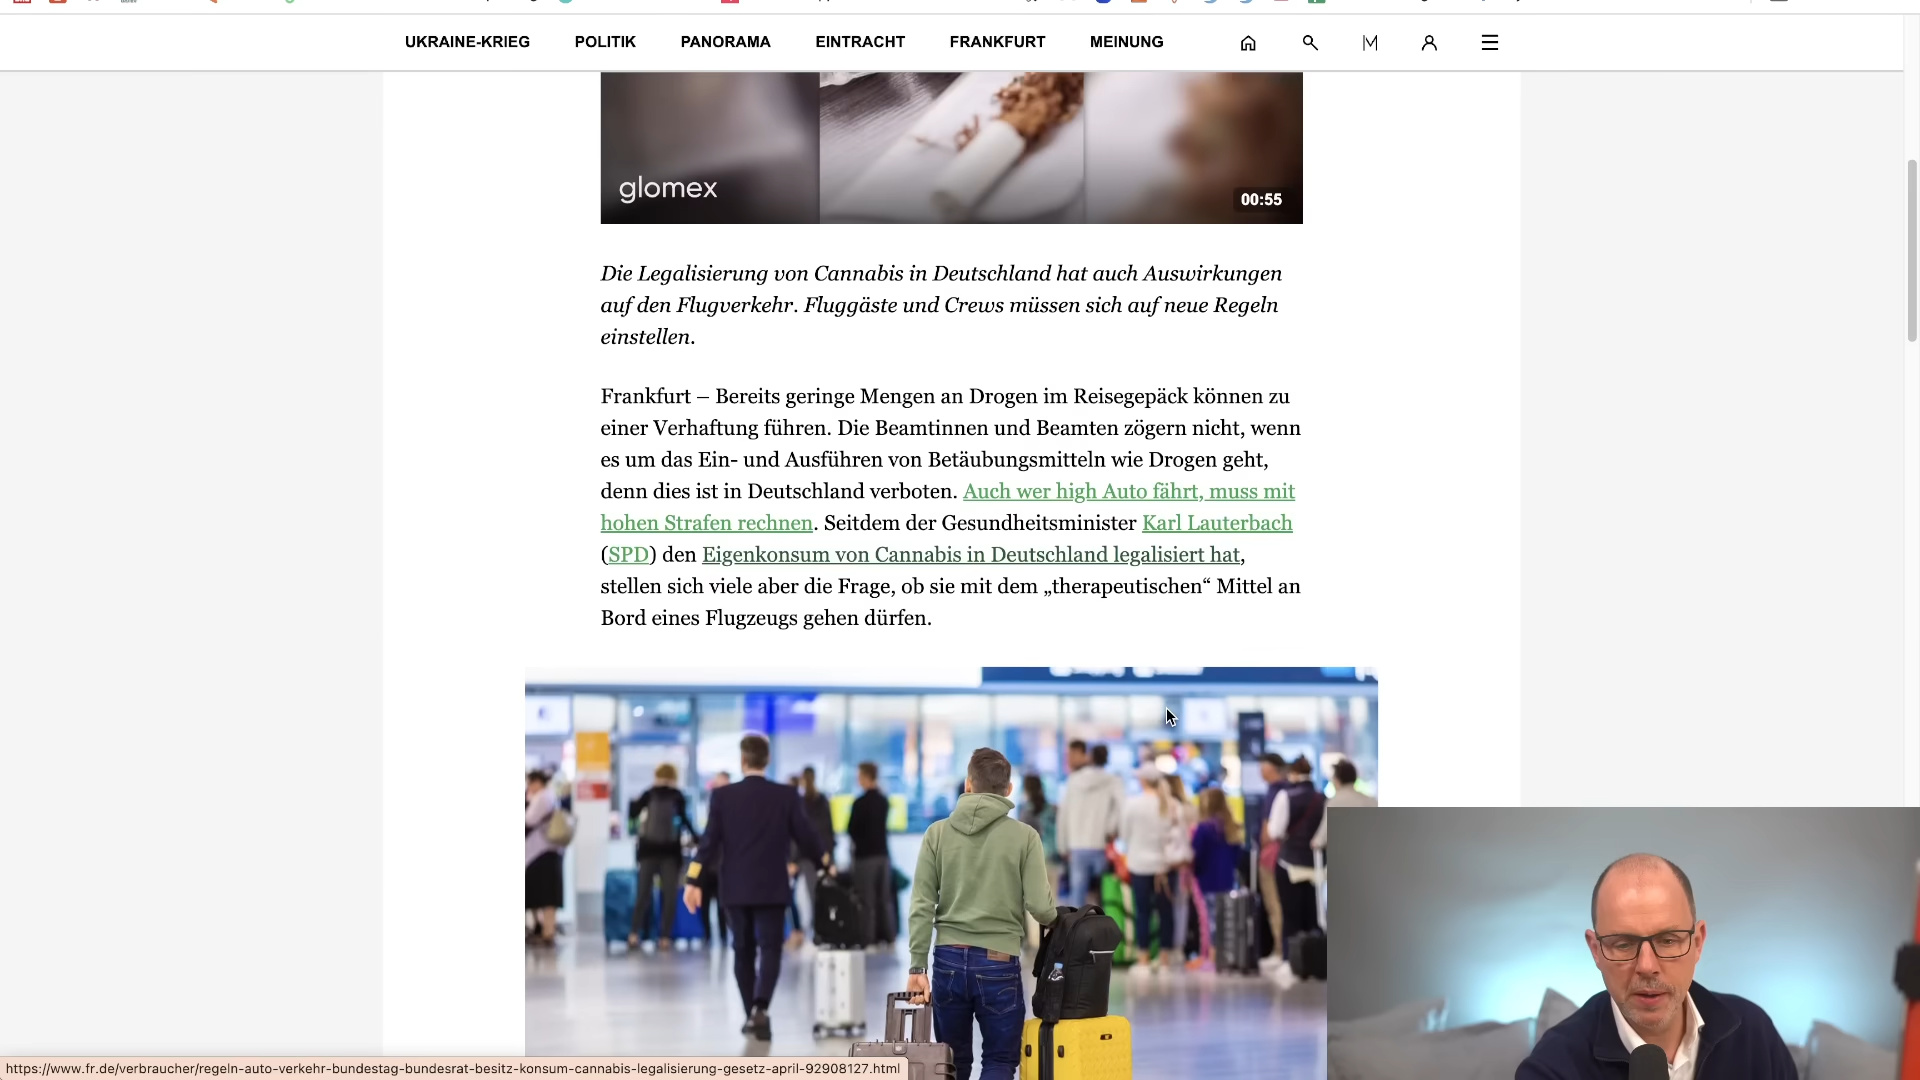 UKRAINE-KRIEG POLITIK PANORAMA EINTRACHT FRANKFURT MEINUNG
glomex
00:55
Die Legalisierung von Cannabis in Deutschland hat auch Auswirkungen
auf den Flugverkehr. Fluggäste und Crews müssen sich auf neue Regeln
einstellen.
Frankfurt – Bereits geringe Mengen an Drogen im Reisegepäck können zu
einer Verhaftung führen. Die Beamtinnen und Beamten zögern nicht, wenn
es um das Ein- und Ausführen von Betäubungsmitteln wie Drogen geht,
denn dies ist in Deutschland verboten. Auch wer high Auto fährt, muss mit
hohen Strafen rechnen. Seitdem der Gesundheitsminister Karl Lauterbach
(SPD) den Eigenkonsum von Cannabis in Deutschland legalisiert hat,
stellen sich viele aber die Frage, ob sie mit dem „therapeutischen“ Mittel an
Bord eines Flugzeugs gehen dürfen.
https://www.fr.de/verbraucher/regeln-auto-verkehr-bundestag-bundesrat-besitz-konsum-cannabis-legalisierung-gesetz-april-92908127.html